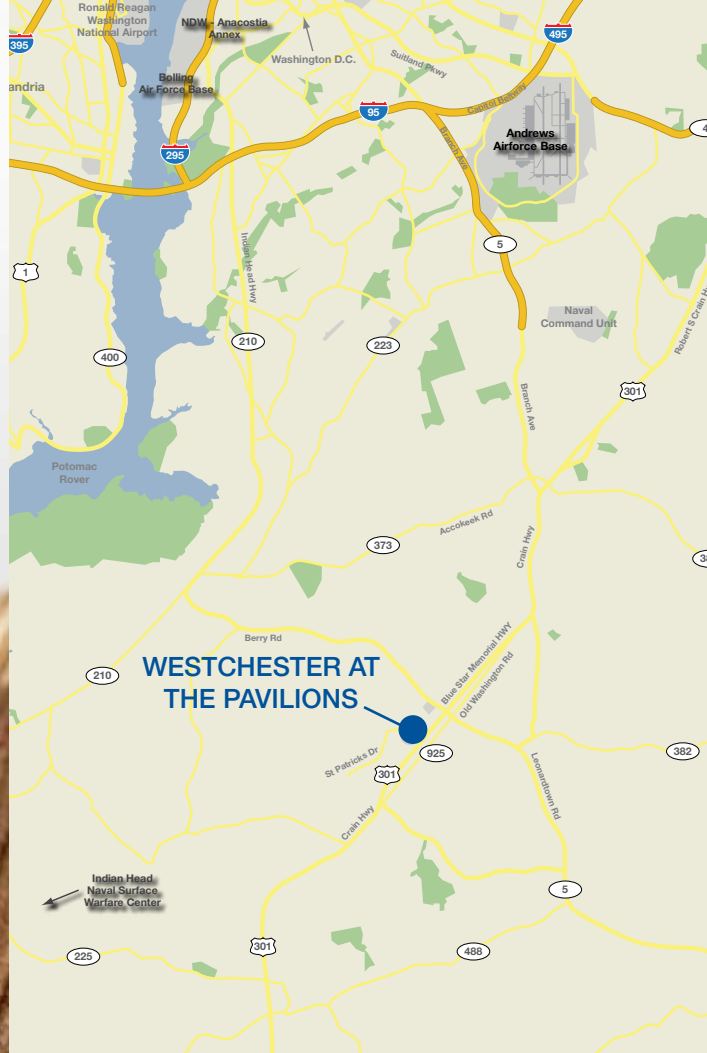 Ronald Reagan
Washington
National Airport
NDW - Anacostia
Annex
495
395
Washington D.C.
Suitland Pkwy
Bolling
Air Force Base
andria
Capitol Beltway
95
4
Andrews
Airforce Base
Branch Ave
295
Indian Head Hwy
5
1
Naval
Command Unit
Robert S Crain H
210
223
400
301
Branch Ave
Potomac
Rover
Accokeek Rd
373
Crain Hwy
38
Berry Rd
Blue Star Memorial HWY
Old Washington Rd
WESTCHESTER AT
THE PAVILIONS
210
925
382
St Patricks Dr
301
Leonardtown Rd
Crain Hwy
Indian Head
Naval Surface
Warfare Center
5
301
488
225